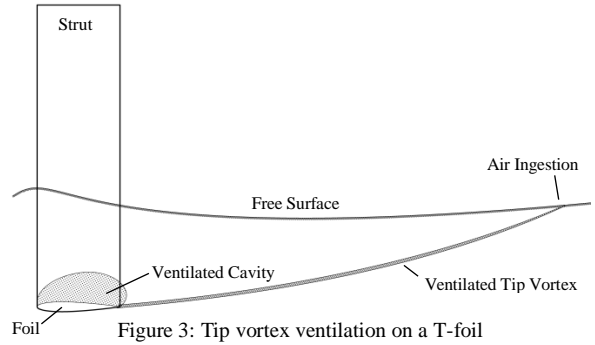 Strut
Air Ingestion
Free Surface
Ventilated Cavity
Ventilated Tip Vortex
Foil
Figure 3: Tip vortex ventilation on a T-foil